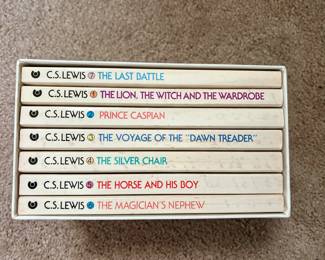 C.S. LEWIS 7 THE LAST BATTLE
C.S. LEWIS 1 THE LION, THE WITCH AND THE WARDROBE
C.S. LEWIS 2 PRINCE CASPIAN
C.S. LEWIS 3 THE VOYAGE OF THE "DAWN TREADER"
C.S. LEWIS 4 THE SILVER CHAIR
C.S. LEWIS 5 THE HORSE AND HIS BOY
C.S. LEWIS 6 THE MAGICIAN'S NEPHEW